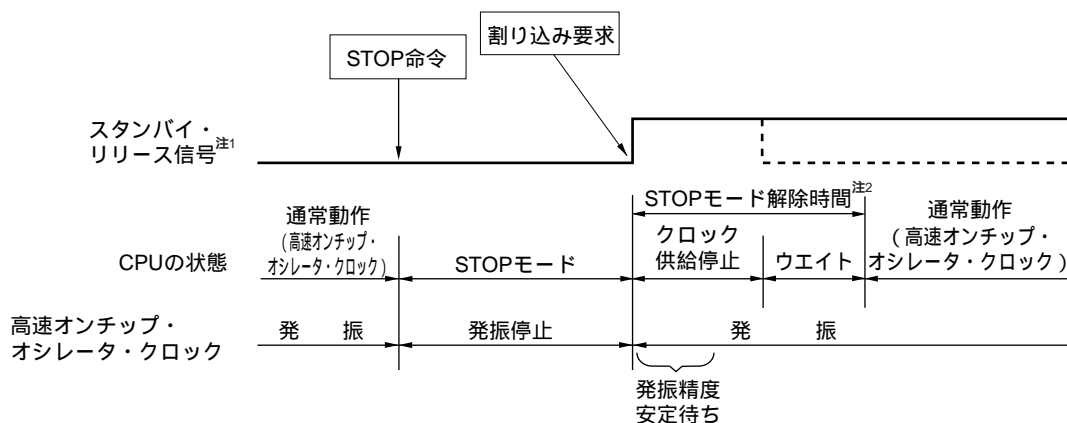 割り込み要求
STOP命令
スタンバイ・
リリース信号注1
STOPモード解除時間注2
通常動作
(高速オンチップ・
オシレータ・クロック)
クロック
供給停止
通常動作
(高速オンチップ・
オシレータ・クロック)
CPUの状態
STOPモード
ウエイト
高速オンチップ・
オシレータ・クロック
発 振
発振停止
発 振
発振精度
安定待ち